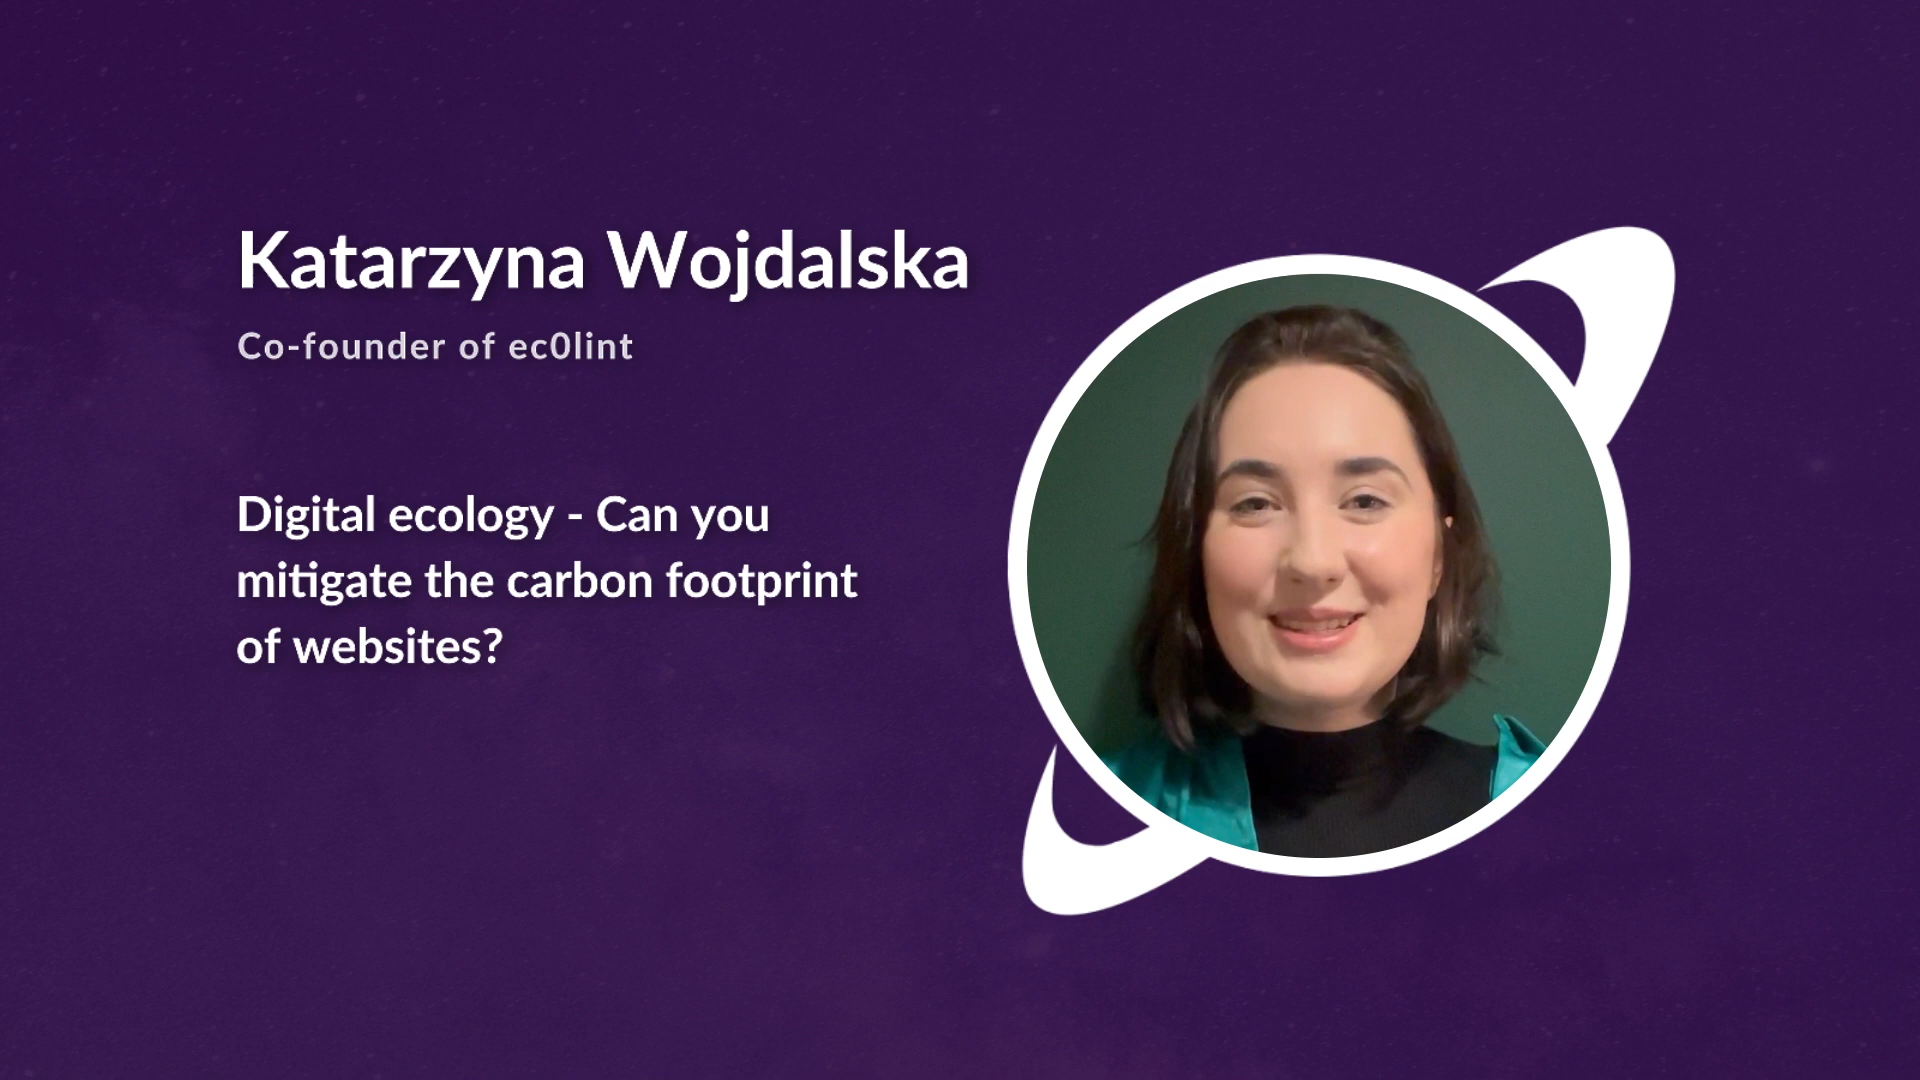 Katarzyna Wojdalska
Co-founder of ec0lint
Digital ecology - Can you
mitigate the carbon footprint
of websites?